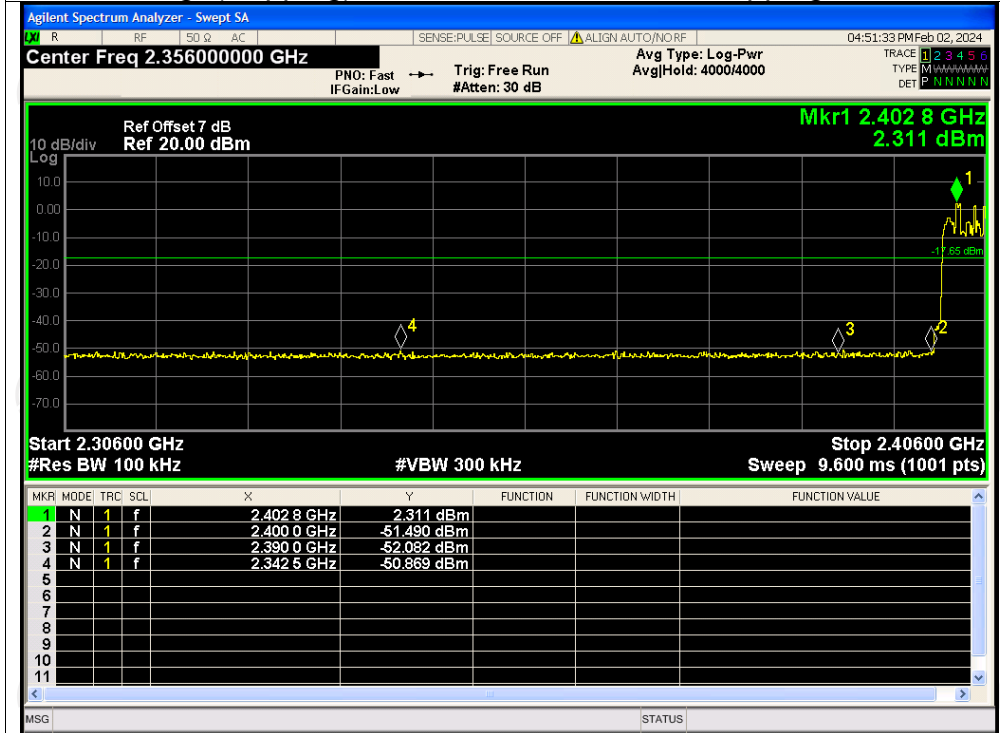 Agilent Spectrum Analyzer - Swept SA
LXI R RF 50 Ω AC SENSE:PULSE SOURCE OFF ALIGN AUTO/NO RF 04:51:33 PM Feb 02, 2024
Center Freq 2.356000000 GHz
PNO: Fast
IFGain:Low
Trig: Free Run
#Atten: 30 dB
Avg Type: Log-Pwr
Avg|Hold: 4000/4000
TRACE 1 2 3 4 5 6
TYPE M W W W W W
DET P N N N N N
Mkr1 2.402 8 GHz
2.311 dBm
Ref Offset 7 dB
10 dB/div Ref 20.00 dBm
Log
10.0
0.00
-10.0
-20.0
-30.0
-40.0
-50.0
-60.0
-70.0
1
-17.65 dBm
4
3
2
Start 2.30600 GHz Stop 2.40600 GHz
#Res BW 100 kHz #VBW 300 kHz Sweep 9.600 ms (1001 pts)
MKR MODE TRC SCL X Y FUNCTION FUNCTION WIDTH FUNCTION VALUE
1 N 1 f 2.402 8 GHz 2.311 dBm
2 N 1 f 2.400 0 GHz -51.490 dBm
3 N 1 f 2.390 0 GHz -52.082 dBm
4 N 1 f 2.342 5 GHz -50.869 dBm
5
6
7
8
9
10
11
MSG STATUS